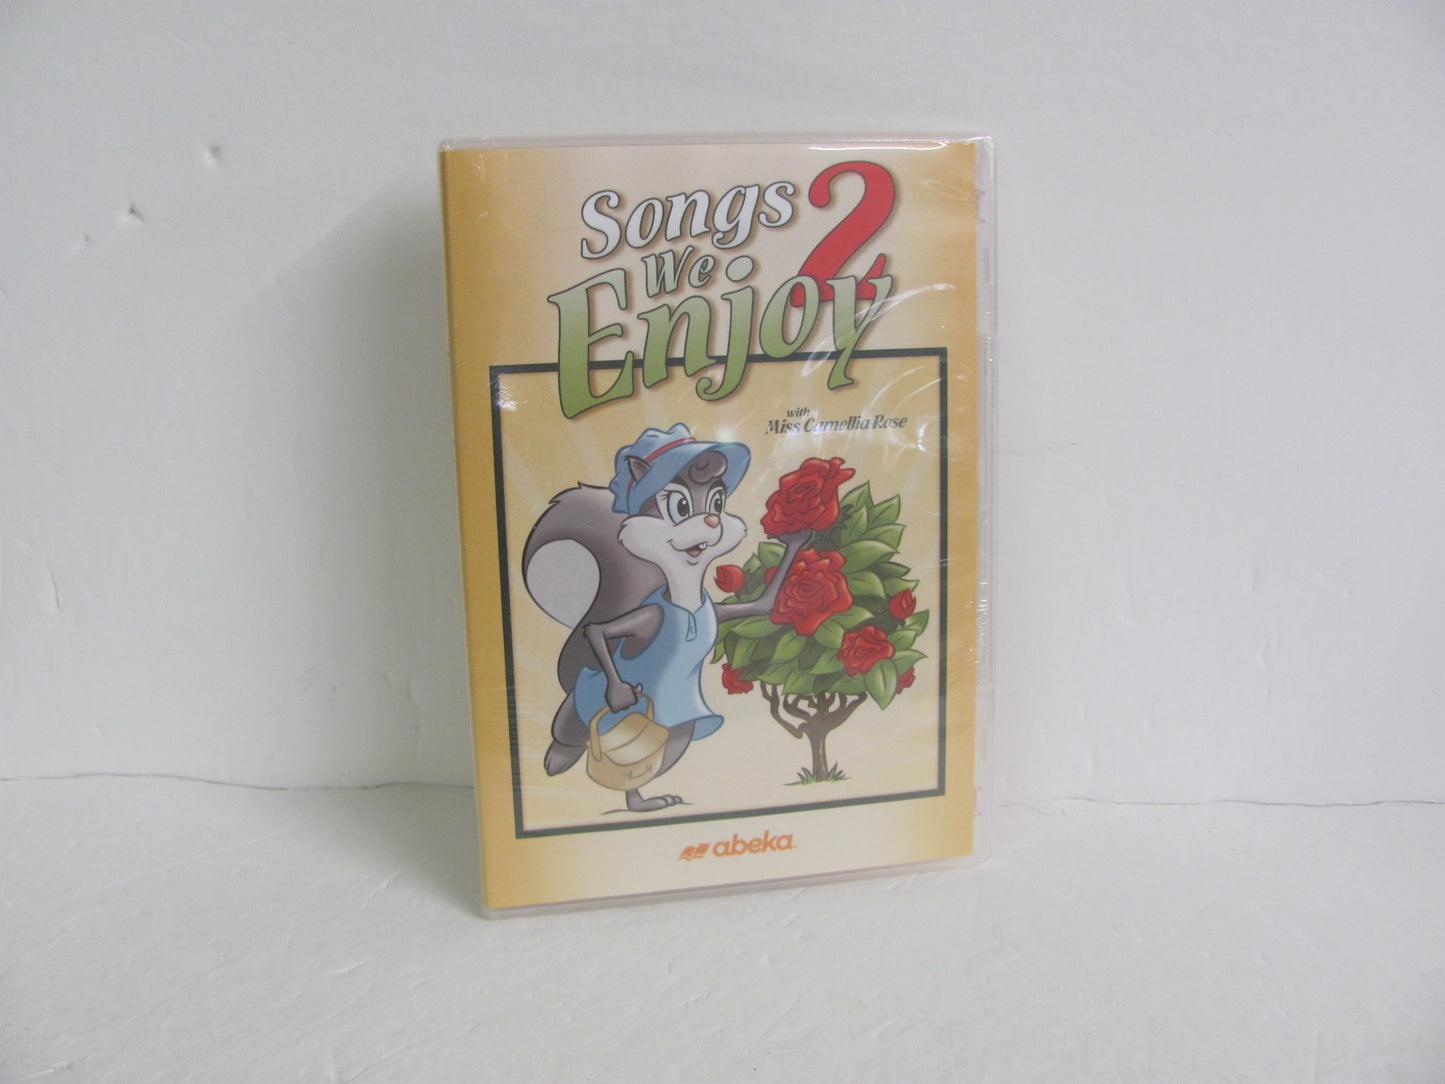 Songs 2
We
Enjoy
with
Miss Camellia Rose
abeka